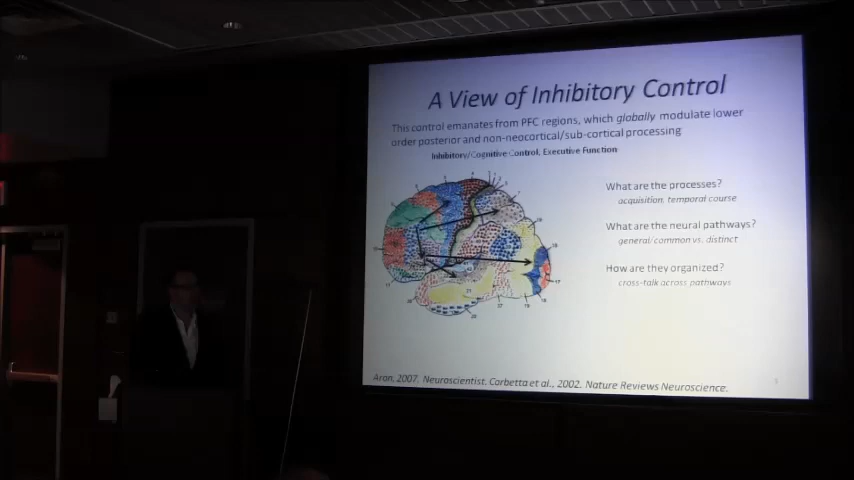 A View of Inhibitory Control
This control emanates from PFC regions, which globally modulate lower
order posterior and non-neocortical/sub-cortical processing
Inhibitory/Cognitive Control, Executive Function
What are the processes?
acquisition, temporal course
What are the neural pathways?
general/common vs. distinct
How are they organized?
cross-talk across pathways
Aron, 2007. Neuroscientist. Corbetta et al., 2002. Nature Reviews Neuroscience.